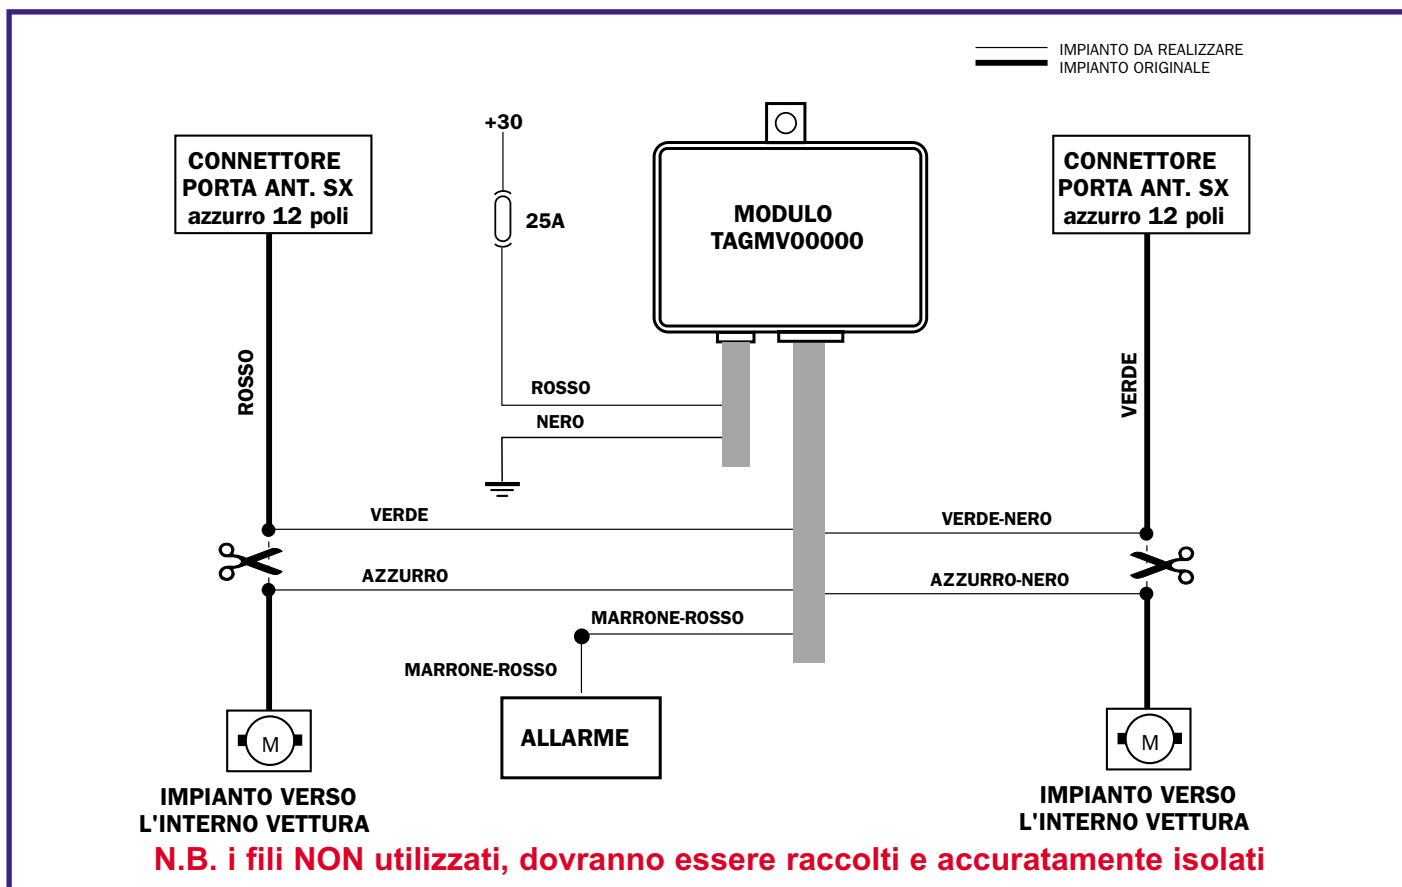 IMPIANTO DA REALIZZARE
IMPIANTO ORIGINALE
CONNETTORE
PORTA ANT. SX
azzurro 12 poli
+30
25A
MODULO
TAGMV00000
CONNETTORE
PORTA ANT. SX
azzurro 12 poli
ROSSO
ROSSO
NERO
VERDE
VERDE
VERDE-NERO
AZZURRO
AZZURRO-NERO
MARRONE-ROSSO
MARRONE-ROSSO
ALLARME
M
M
IMPIANTO VERSO
L'INTERNO VETTURA
IMPIANTO VERSO
L'INTERNO VETTURA
N.B. i fili NON utilizzati, dovranno essere raccolti e accuratamente isolati